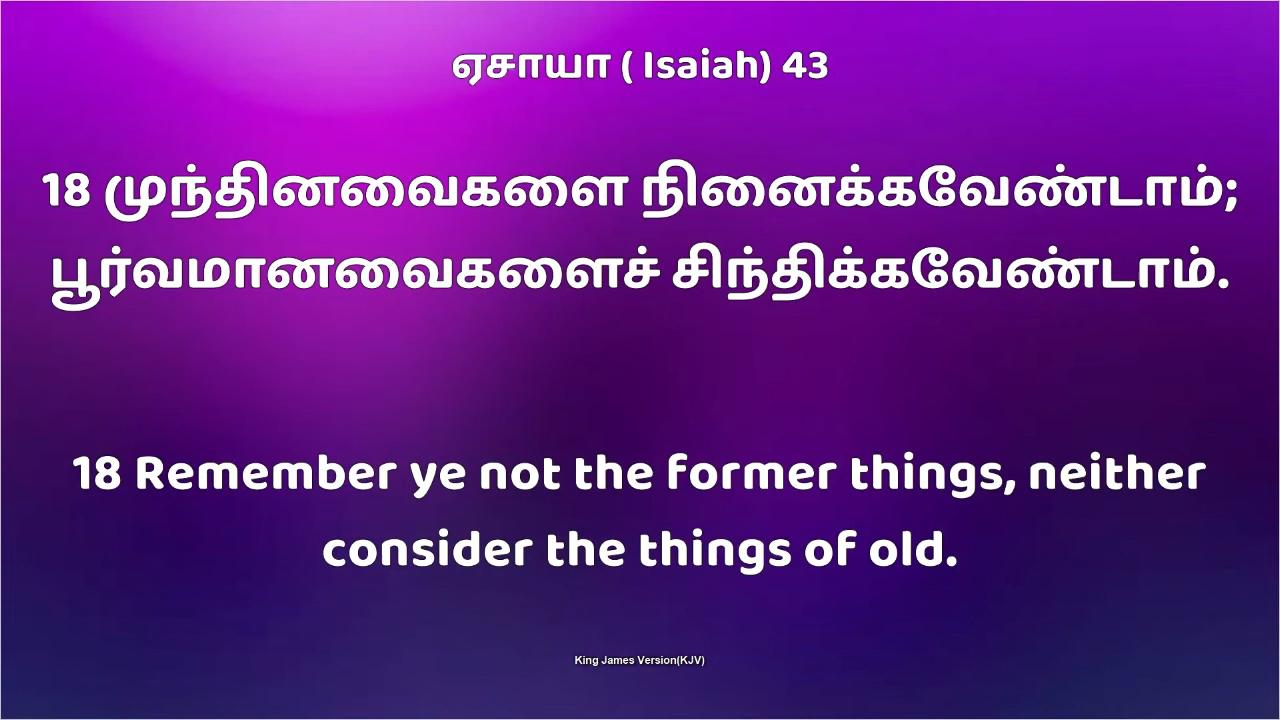 ஏசாயா ( Isaiah) 43
18 முந்தினவைகளை நினைக்கவேண்டாம்;
பூர்வமானவைகளைச் சிந்திக்கவேண்டாம்.
18 Remember ye not the former things, neither
consider the things of old.
King James Version(KJV)